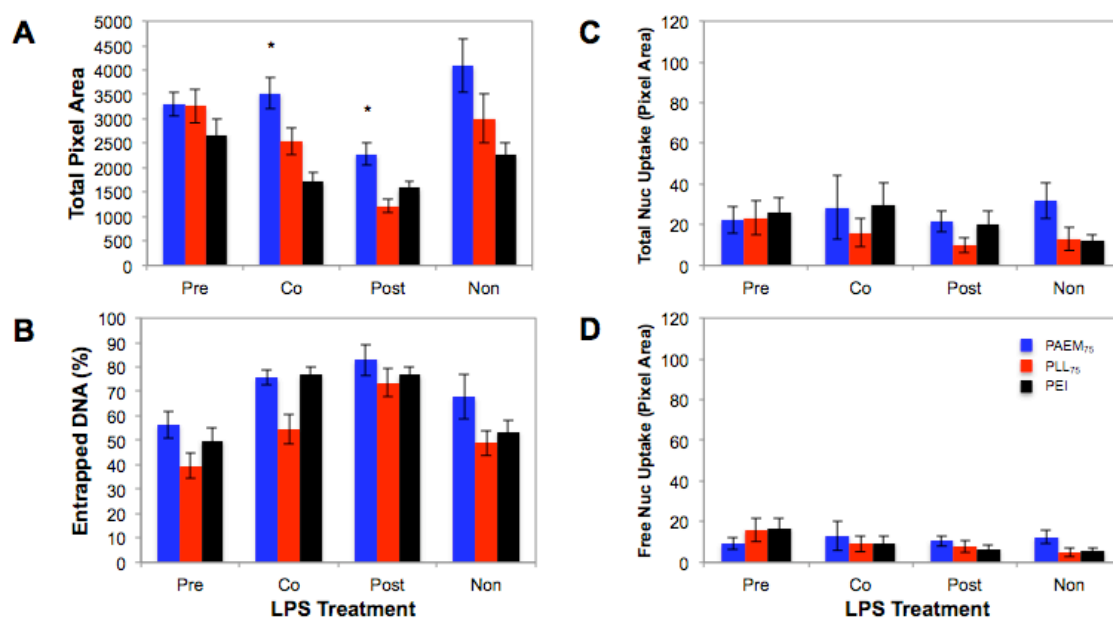 A
Total Pixel Area
5000
4500
4000
3500
3000
2500
2000
1500
1000
500
0
*
*
Pre Co Post Non
B
Entrapped DNA (%)
100
90
80
70
60
50
40
30
20
10
0
Pre Co Post Non
LPS Treatment
C
Total Nuc Uptake (Pixel Area)
120
100
80
60
40
20
0
Pre Co Post Non
D
Free Nuc Uptake (Pixel Area)
120
100
80
60
40
20
0
PAEM75
PLL75
PEI
Pre Co Post Non
LPS Treatment